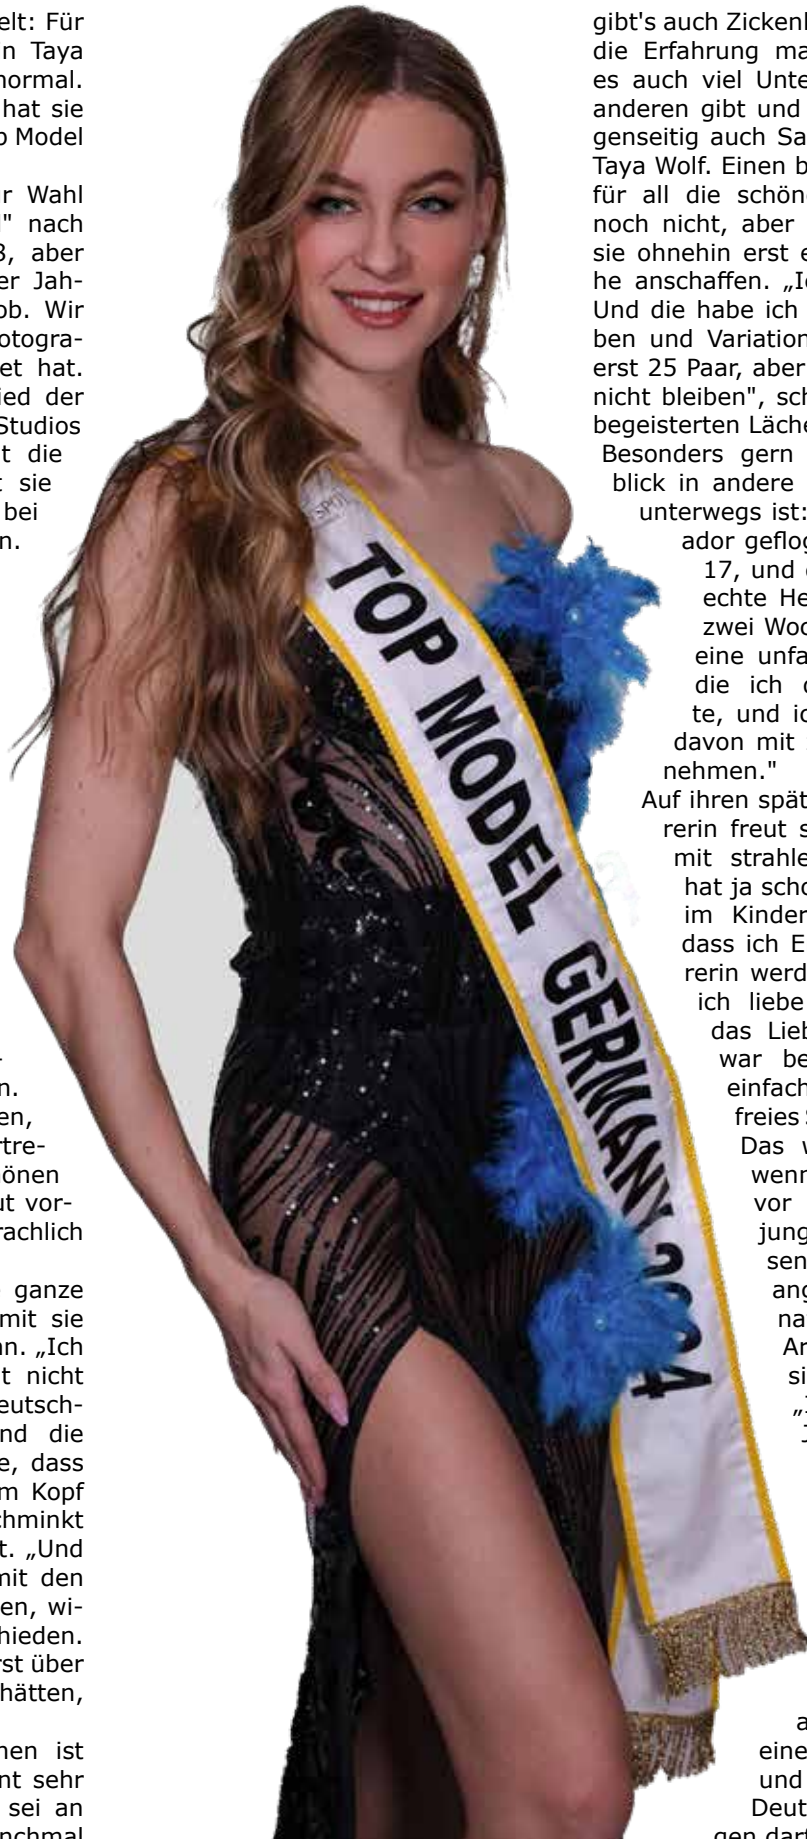 elt: Für
n Taya
normal.
hat sie
p Model
r Wahl
l" nach
3, aber
er Jah-
ob. Wir
otogra-
et hat.
ied der
Studios
t die
t sie
bei
n.
-
n.
en,
rtre-
önen
ut vor-
rachlich
ganze
mit sie
nn. „Ich
t nicht
eutsch-
nd die
e, dass
m Kopf
chminkt
t. „Und
mit den
en, wi-
hieden.
rst über
hätten,
nen ist
nt sehr
sei an
nchmal
TOP MODEL GERMANY 2024
gibt's auch Zickenk
die Erfahrung ma
es auch viel Unte
anderen gibt und
genseitig auch Sa
Taya Wolf. Einen b
für all die schön
noch nicht, aber
sie ohnehin erst e
he anschaffen. „Ic
Und die habe ich
ben und Variation
erst 25 Paar, aber
nicht bleiben", sch
begeisterten Läche
Besonders gern
blick in andere
unterwegs ist:
ador geflog
17, und
echte He
zwei Woc
eine unfa
die ich
te, und ic
davon mit
nehmen."
Auf ihren spät
rerin freut s
mit strahle
hat ja scho
im Kinder
dass ich E
rerin werd
ich liebe
das Lieb
war be
einfach
freies S
Das w
wenn
vor
jung
sen
ang
na
Ar
si
„
J
a
eine
und
Deut
gen darf